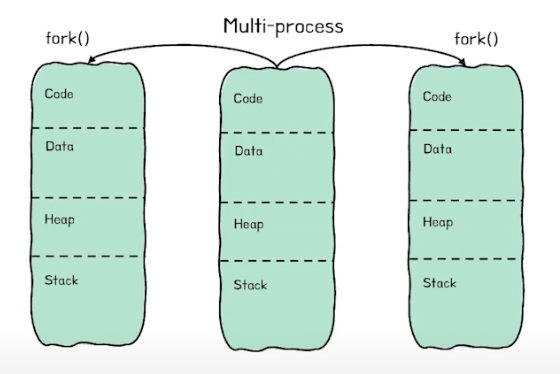 Multi-process
fork()
fork()
Code
Data
Heap
Stack
Code
Data
Heap
Stack
Code
Data
Heap
Stack